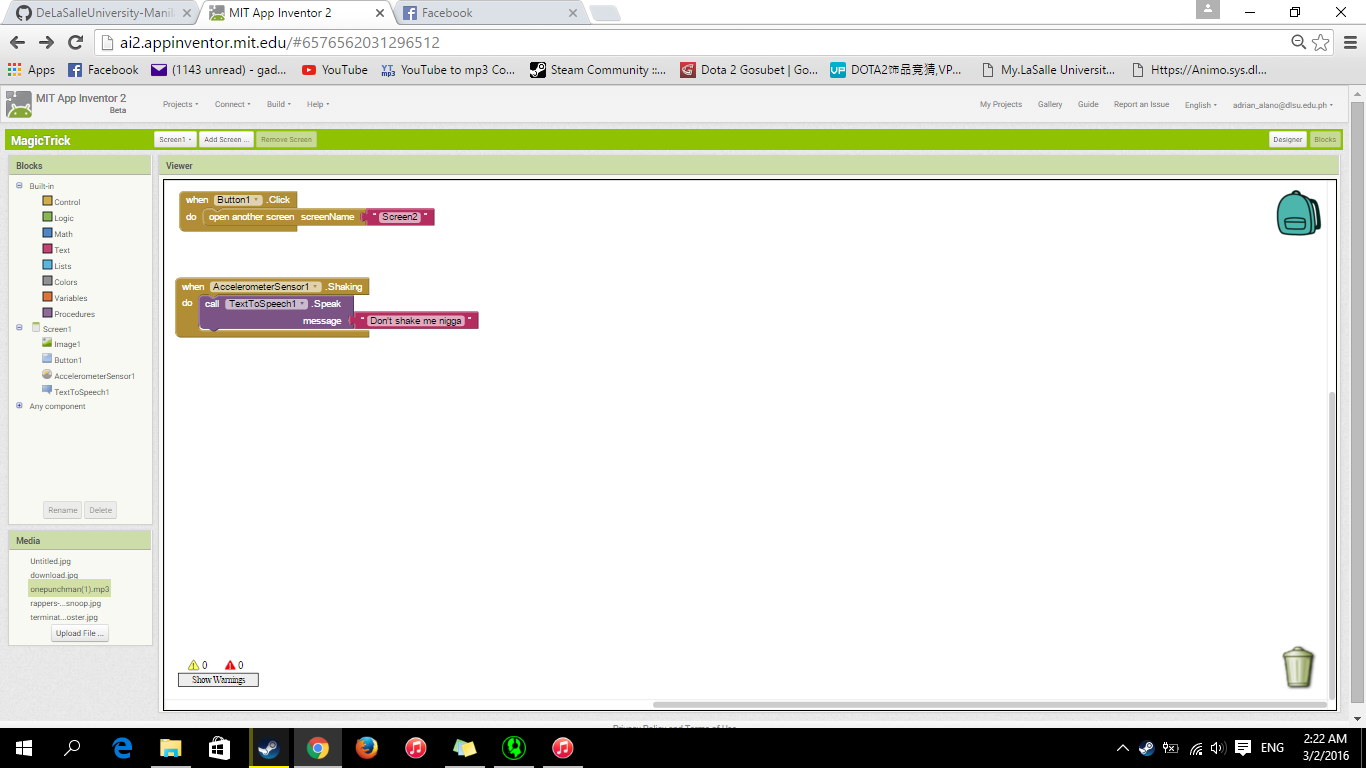 DeLaSalleUniversity-Manil
MIT App Inventor 2
Facebook
ai2.appinventor.mit.edu/#6576562031296512
Apps Facebook (1143 unread) - gad... YouTube YouTube to mp3 Co... Steam Community ::... Dota 2 Gosubet | Go... DOTA2饰品竞猜,VP... My.LaSalle Universit... Https://Animo.sys.dl...
MIT App Inventor 2
Beta
Projects Connect Build Help My Projects Gallery Guide Report an Issue English adrian_alano@dlsu.edu.ph
MagicTrick Screen1 Add Screen ... Remove Screen Designer Blocks
Blocks
Built-in
Control
Logic
Math
Text
Lists
Colors
Variables
Procedures
Screen1
Image1
Button1
AccelerometerSensor1
TextToSpeech1
Any component
Rename Delete
Media
Untitled.jpg
download.jpg
onepunchman(1).mp3
rappers-...snoop.jpg
terminat...oster.jpg
Upload File ...
Viewer
when Button1 .Click
do open another screen screenName " Screen2 "
when AccelerometerSensor1 .Shaking
do call TextToSpeech1 .Speak
message " Don't shake me nigga "
0 0
Show Warnings
Privacy Policy and Terms of Use
ENG
2:22 AM
3/2/2016